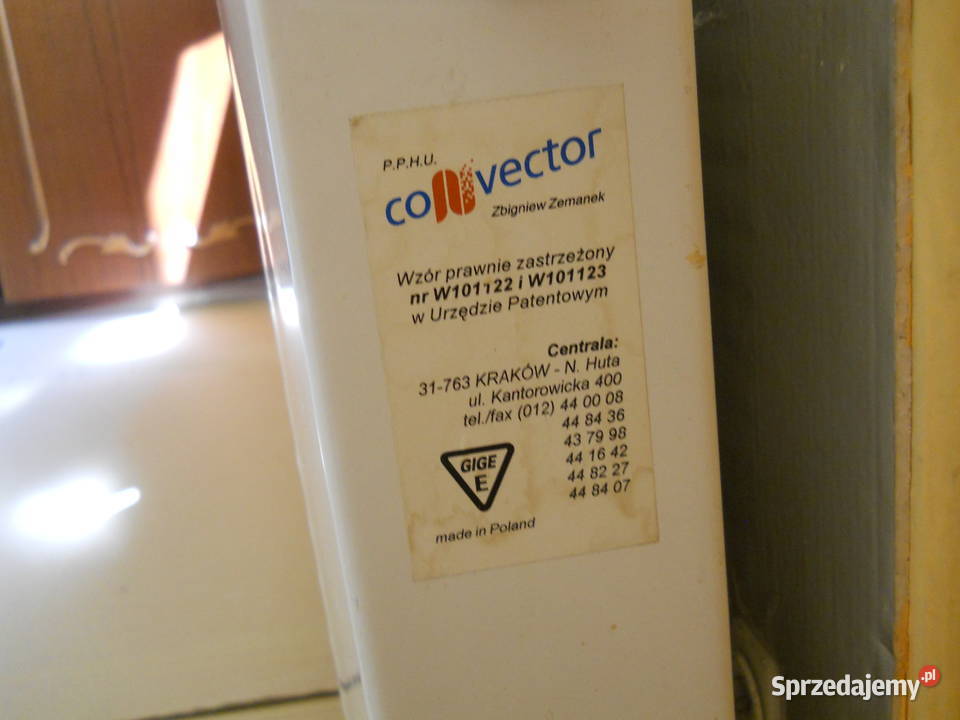 P.P.H.U.
convector
Zbigniew Zemanek
Wzór prawnie zastrzeżony
nr W101122 i W101123
w Urzędzie Patentowym
Centrala:
31-763 KRAKÓW - N. Huta
ul. Kantorowicka 400
tel./fax (012) 44 00 08
44 84 36
43 79 98
44 16 42
44 82 27
44 84 07
GIGE
E
made in Poland
Sprzedajemy.pl